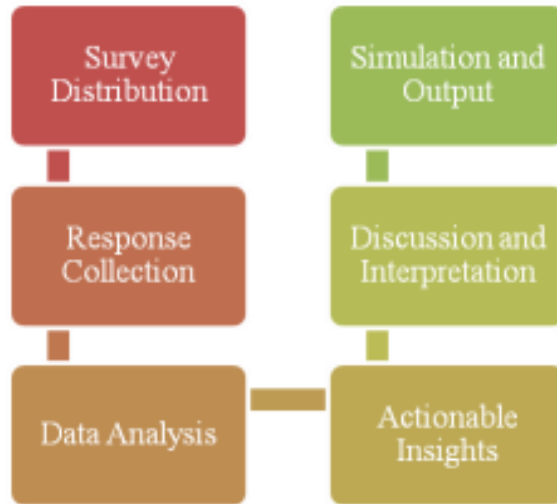 Survey
Distribution
Response
Collection
Data Analysis
Actionable
Insights
Discussion and
Interpretation
Simulation and
Output